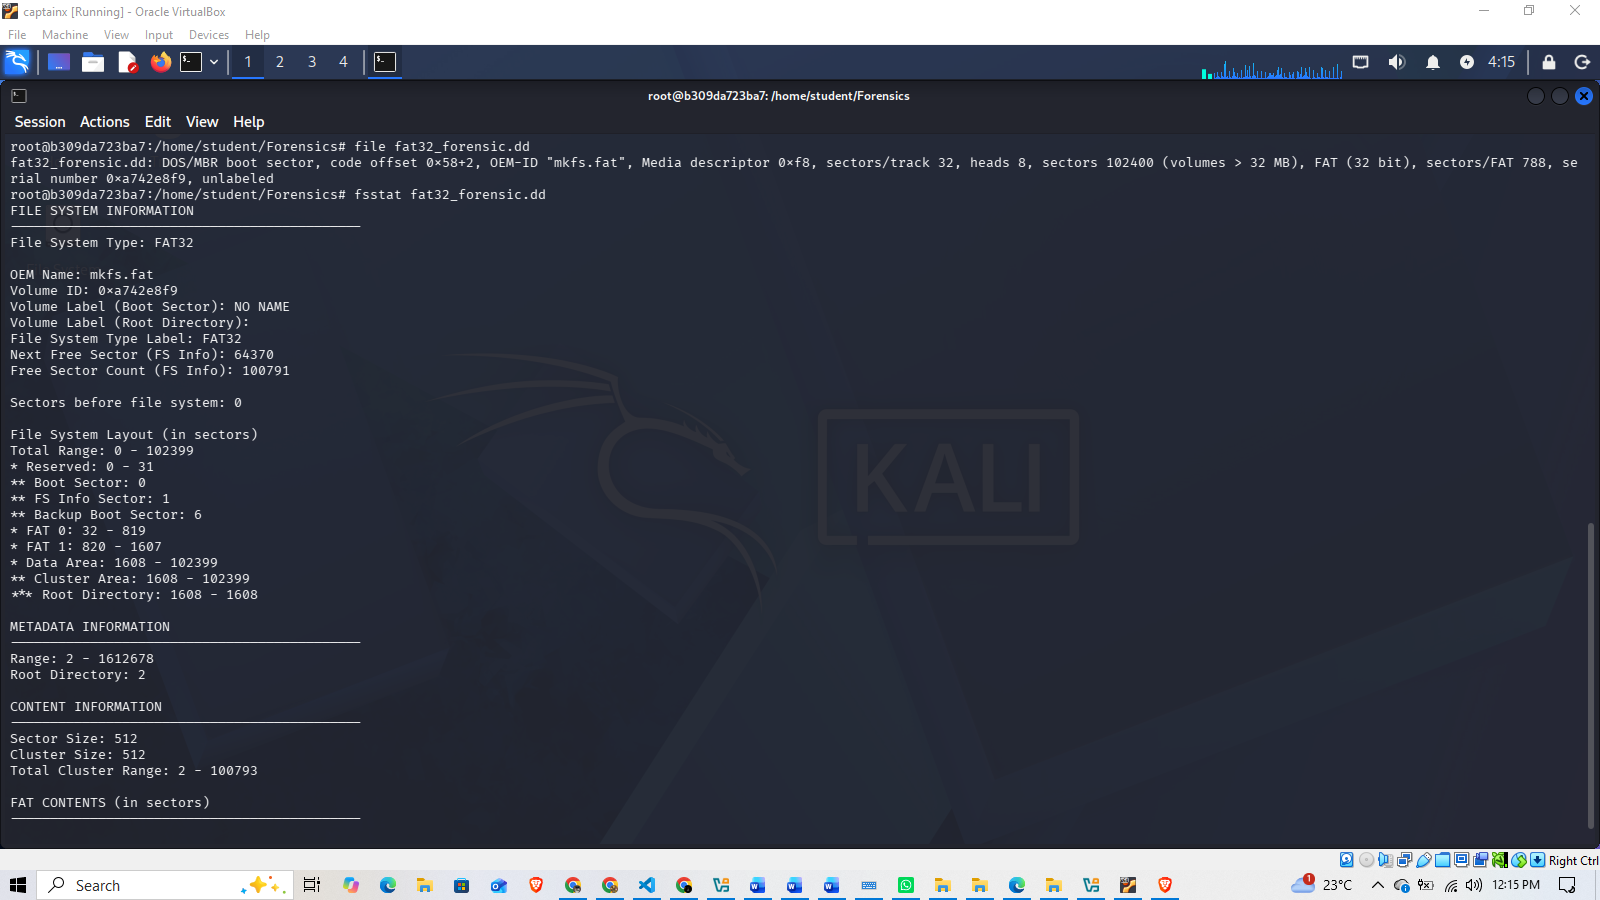 captainx [Running] - Oracle VirtualBox
File Machine View Input Devices Help
1 2 3 4 4:15
root@b309da723ba7: /home/student/Forensics
Session Actions Edit View Help
root@b309da723ba7:/home/student/Forensics# file fat32_forensic.dd
fat32_forensic.dd: DOS/MBR boot sector, code offset 0×58+2, OEM-ID "mkfs.fat", Media descriptor 0×f8, sectors/track 32, heads 8, sectors 102400 (volumes > 32 MB), FAT (32 bit), sectors/FAT 788, se
rial number 0×a742e8f9, unlabeled
root@b309da723ba7:/home/student/Forensics# fsstat fat32_forensic.dd
FILE SYSTEM INFORMATION
--------------------------------------------
File System Type: FAT32
OEM Name: mkfs.fat
Volume ID: 0×a742e8f9
Volume Label (Boot Sector): NO NAME
Volume Label (Root Directory):
File System Type Label: FAT32
Next Free Sector (FS Info): 64370
Free Sector Count (FS Info): 100791
Sectors before file system: 0
File System Layout (in sectors)
Total Range: 0 - 102399
* Reserved: 0 - 31
** Boot Sector: 0
** FS Info Sector: 1
** Backup Boot Sector: 6
* FAT 0: 32 - 819
* FAT 1: 820 - 1607
* Data Area: 1608 - 102399
** Cluster Area: 1608 - 102399
*** Root Directory: 1608 - 1608
METADATA INFORMATION
--------------------------------------------
Range: 2 - 1612678
Root Directory: 2
CONTENT INFORMATION
--------------------------------------------
Sector Size: 512
Cluster Size: 512
Total Cluster Range: 2 - 100793
FAT CONTENTS (in sectors)
--------------------------------------------
KALI
Right Ctrl
Search 1 23°C 12:15 PM